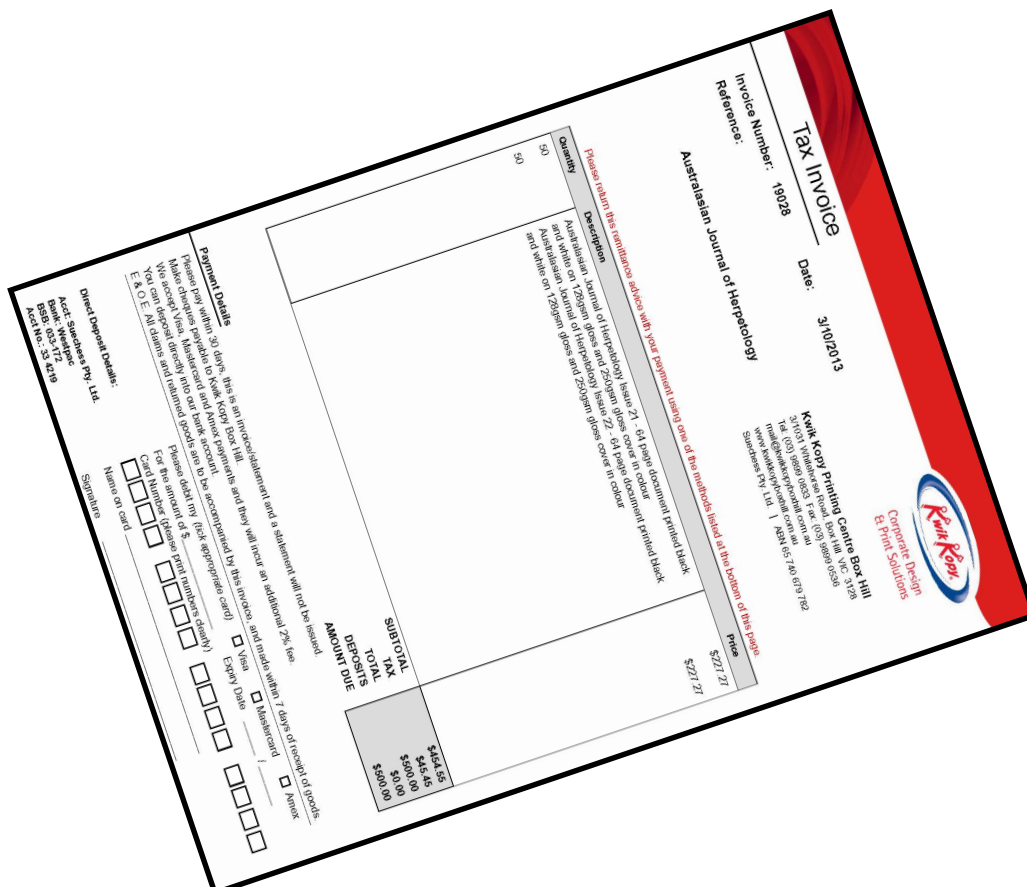 Kwik Kopy.
Corporate Design
& Print Solutions
Tax Invoice
Invoice Number: 19028 Date: 3/10/2013
Reference:
Kwik Kopy Printing Centre Box Hill
3/1031 Whitehorse Road, Box Hill VIC 3128
Tel: (03) 9899 0833 Fax: (03) 9899 0536
mail@kwikkopyboxhill.com.au
www.kwikkopyboxhill.com.au
Suechess Pty. Ltd. | ABN 65 740 679 782
Australasian Journal of Herpetology
Please return this remittance advice with your payment using one of the methods listed at the bottom of this page
Quantity Description Price
50 Australasian Journal of Herpetology Issue 21 - 64 page document printed black $227.27
and white on 128gsm gloss and 250gsm gloss cover in colour
50 Australasian Journal of Herpetology Issue 22 - 64 page document printed black $227.27
and white on 128gsm gloss and 250gsm gloss cover in colour
SUBTOTAL $454.55
TAX $45.45
TOTAL $500.00
DEPOSITS $0.00
AMOUNT DUE $500.00
Payment Details
Please pay within 30 days, this is an invoice/statement and a statement will not be issued.
Make cheques payable to Kwik Kopy Box Hill.
We accept Visa, Mastercard and Amex payments and they will incur an additional 2% fee.
You can deposit directly into our bank account.
E & O.E. All claims and returned goods are to be accompanied by this invoice, and made within 7 days of receipt of goods.
Direct Deposit Details:
Acct: Suechess Pty. Ltd.
Bank: Westpac
BSB: 033-172
Acct No.: 33 4219
Please debit my (tick appropriate card) Visa Mastercard Amex
For the amount of $ Expiry Date /
Card Number (please print numbers clearly)
Name on card
Signature